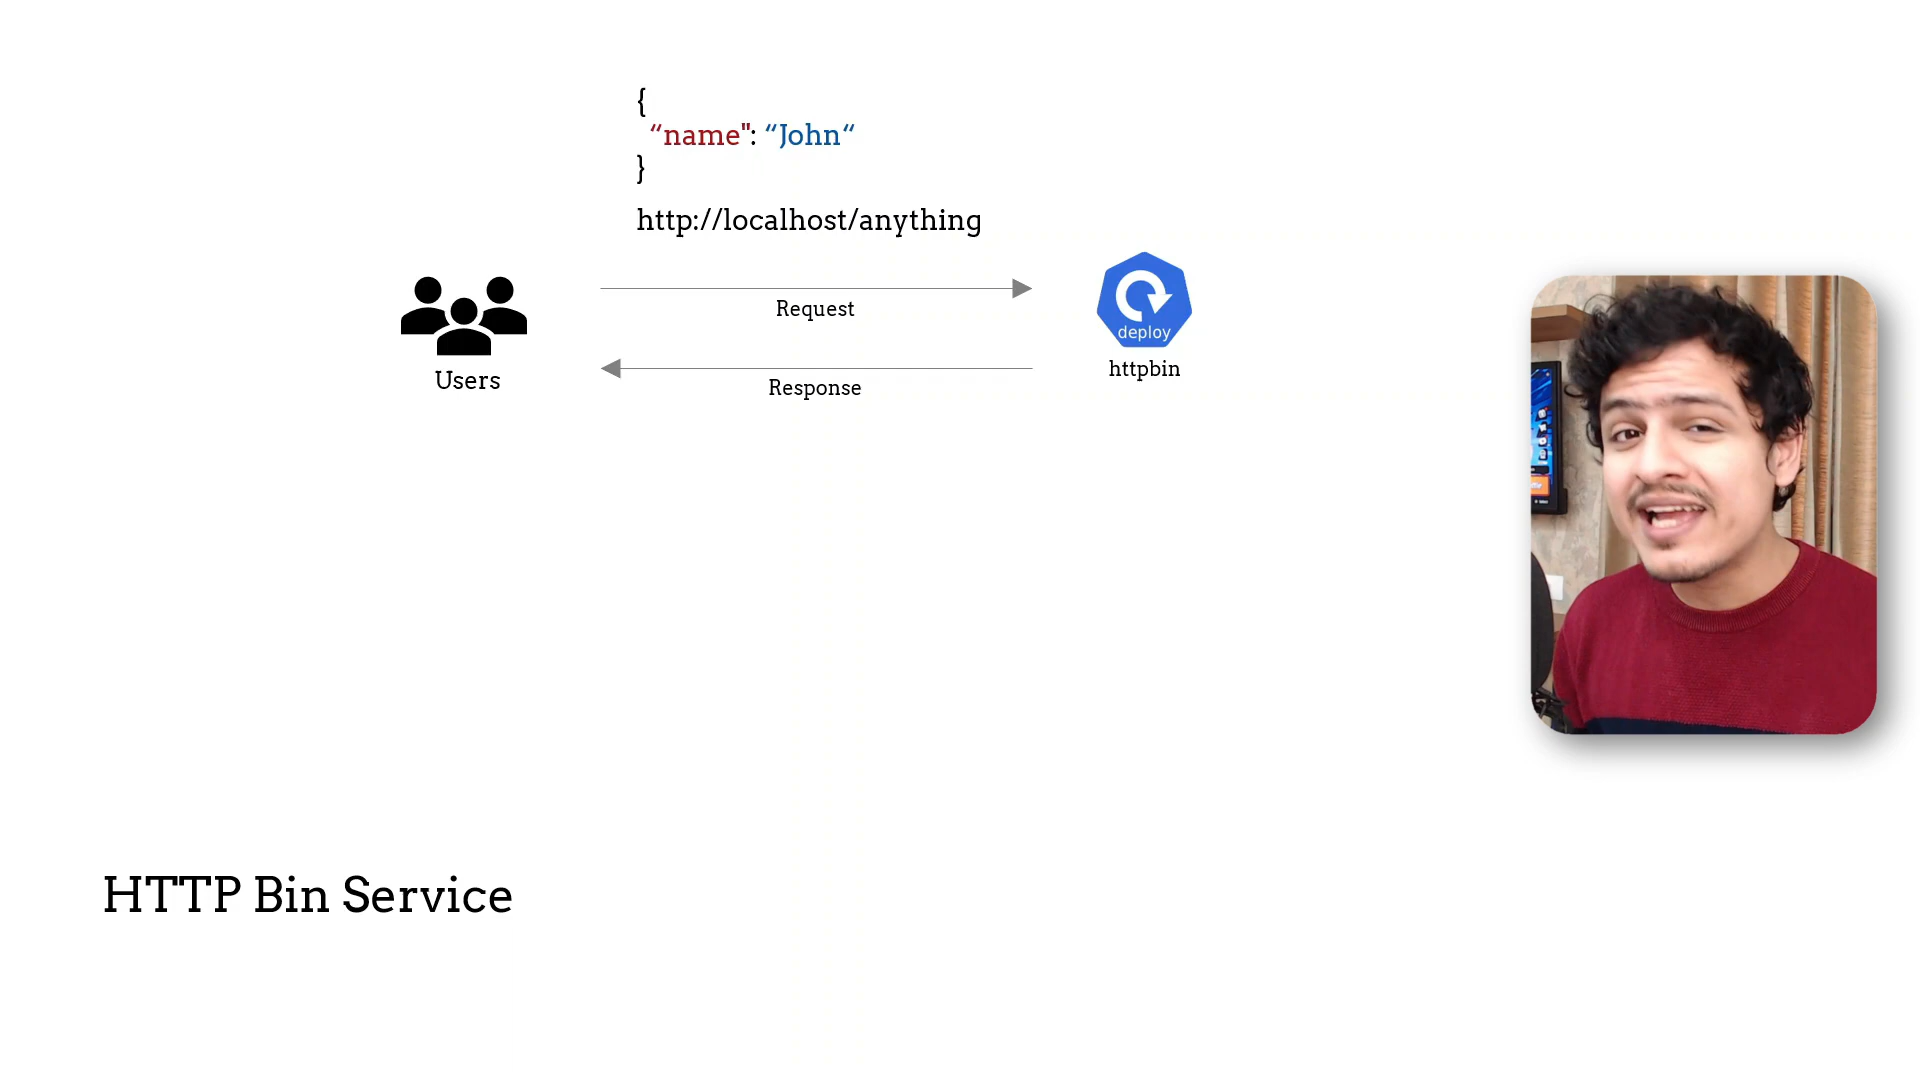 {
“name": “John“
}
http://localhost/anything
Request
deploy
httpbin
Users
Response
HTTP Bin Service